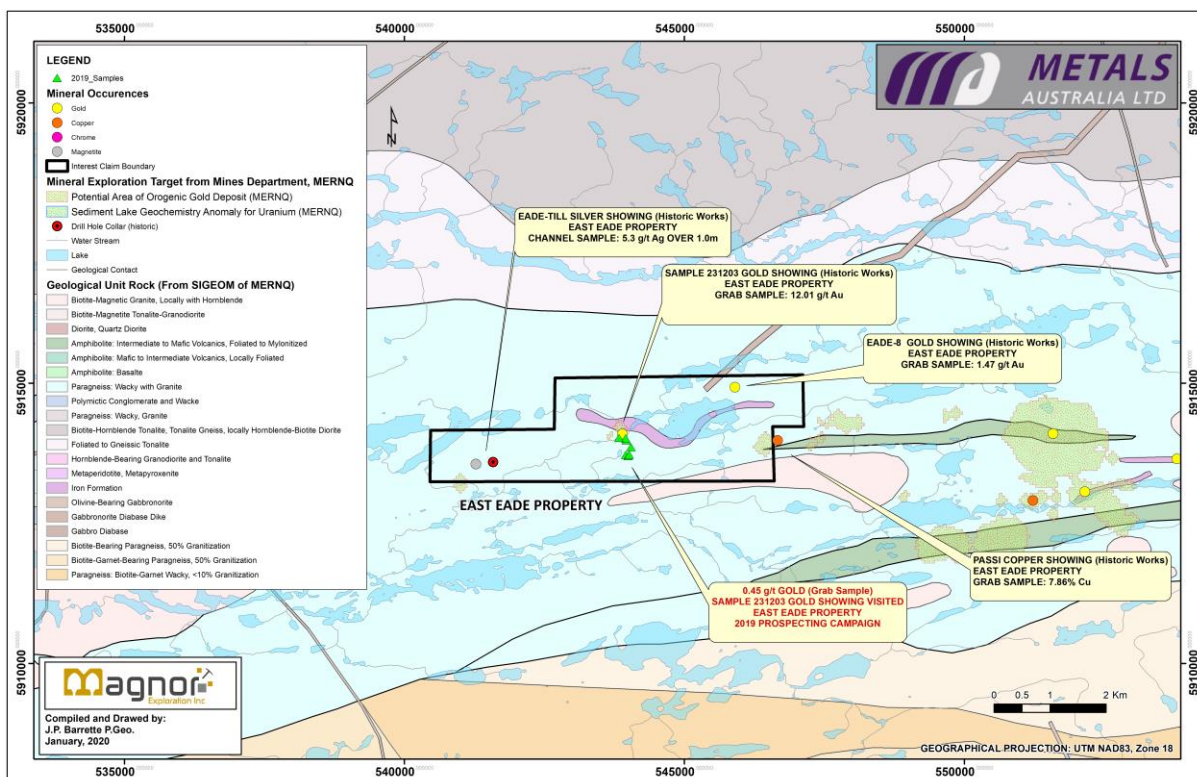 535000
540000
545000
550000
5920000
5920000
LEGEND
2019_Samples
Mineral Occurences
Gold
Copper
Chrome
Magnetite
Interest Claim Boundary
Mineral Exploration Target from Mines Department, MERNQ
Potential Area of Orogenic Gold Deposit (MERNQ)
Sediment Lake Geochemistry Anomaly for Uranium (MERNQ)
Drill Hole Collar (historic)
Water Stream
Lake
Geological Contact
Geological Unit Rock (From SIGEOM of MERNQ)
Biotite-Magnetic Granite, Locally with Hornblende
Biotite-Magnetite Tonalite-Granodiorite
Diorite, Quartz Diorite
Amphibolite: Intermediate to Mafic Volcanics, Foliated to Mylonitized
Amphibolite: Mafic to Intermediate Volcanics, Locally Foliated
Amphibolite: Basalte
Paragneiss: Wacky with Granite
Polymictic Conglomerate and Wacke
Paragneiss: Wacky, Granite
Biotite-Hornblende Tonalite, Tonalite Gneiss, locally Hornblende-Biotite Diorite
Foliated to Gneissic Tonalite
Hornblende-Bearing Granodiorite and Tonalite
Metaperidotite, Metapyroxenite
Iron Formation
Olivine-Bearing Gabbronorite
Gabbronorite Diabase Dike
Gabbro Diabase
Biotite-Bearing Paragneiss, 50% Granitization
Biotite-Garnet-Bearing Paragneiss, 50% Granitization
Paragneiss: Biotite-Garnet Wacky, <10% Granitization
N
METALS
AUSTRALIA LTD
EADE-TILL SILVER SHOWING (Historic Works)
EAST EADE PROPERTY
CHANNEL SAMPLE: 5.3 g/t Ag OVER 1.0m
SAMPLE 231203 GOLD SHOWING (Historic Works)
EAST EADE PROPERTY
GRAB SAMPLE: 12.01 g/t Au
EADE-8 GOLD SHOWING (Historic Works)
EAST EADE PROPERTY
GRAB SAMPLE: 1.47 g/t Au
5915000
5915000
EAST EADE PROPERTY
PASSI COPPER SHOWING (Historic Works)
EAST EADE PROPERTY
GRAB SAMPLE: 7.86% Cu
0.45 g/t GOLD (Grab Sample)
SAMPLE 231203 GOLD SHOWING VISITED
EAST EADE PROPERTY
2019 PROSPECTING CAMPAIGN
5910000
5910000
Magnor
Exploration Inc
Compiled and Drawed by:
J.P. Barrette P.Geo.
January, 2020
0 0.5 1 2 Km
GEOGRAPHICAL PROJECTION: UTM NAD83, Zone 18
535000
540000
545000
550000